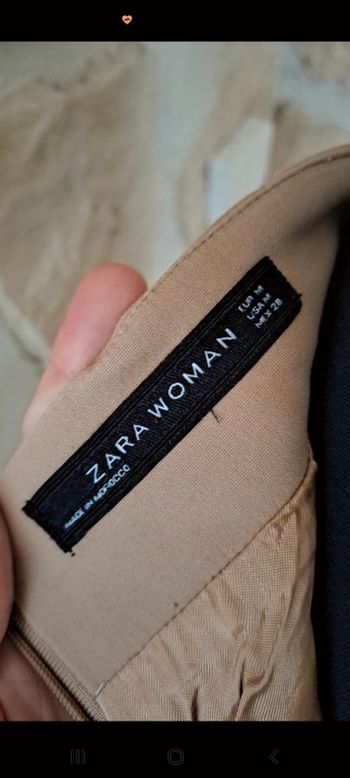 ZARA WOMAN
MADE IN MOROCCO
EUR M
USA M
MEX 28